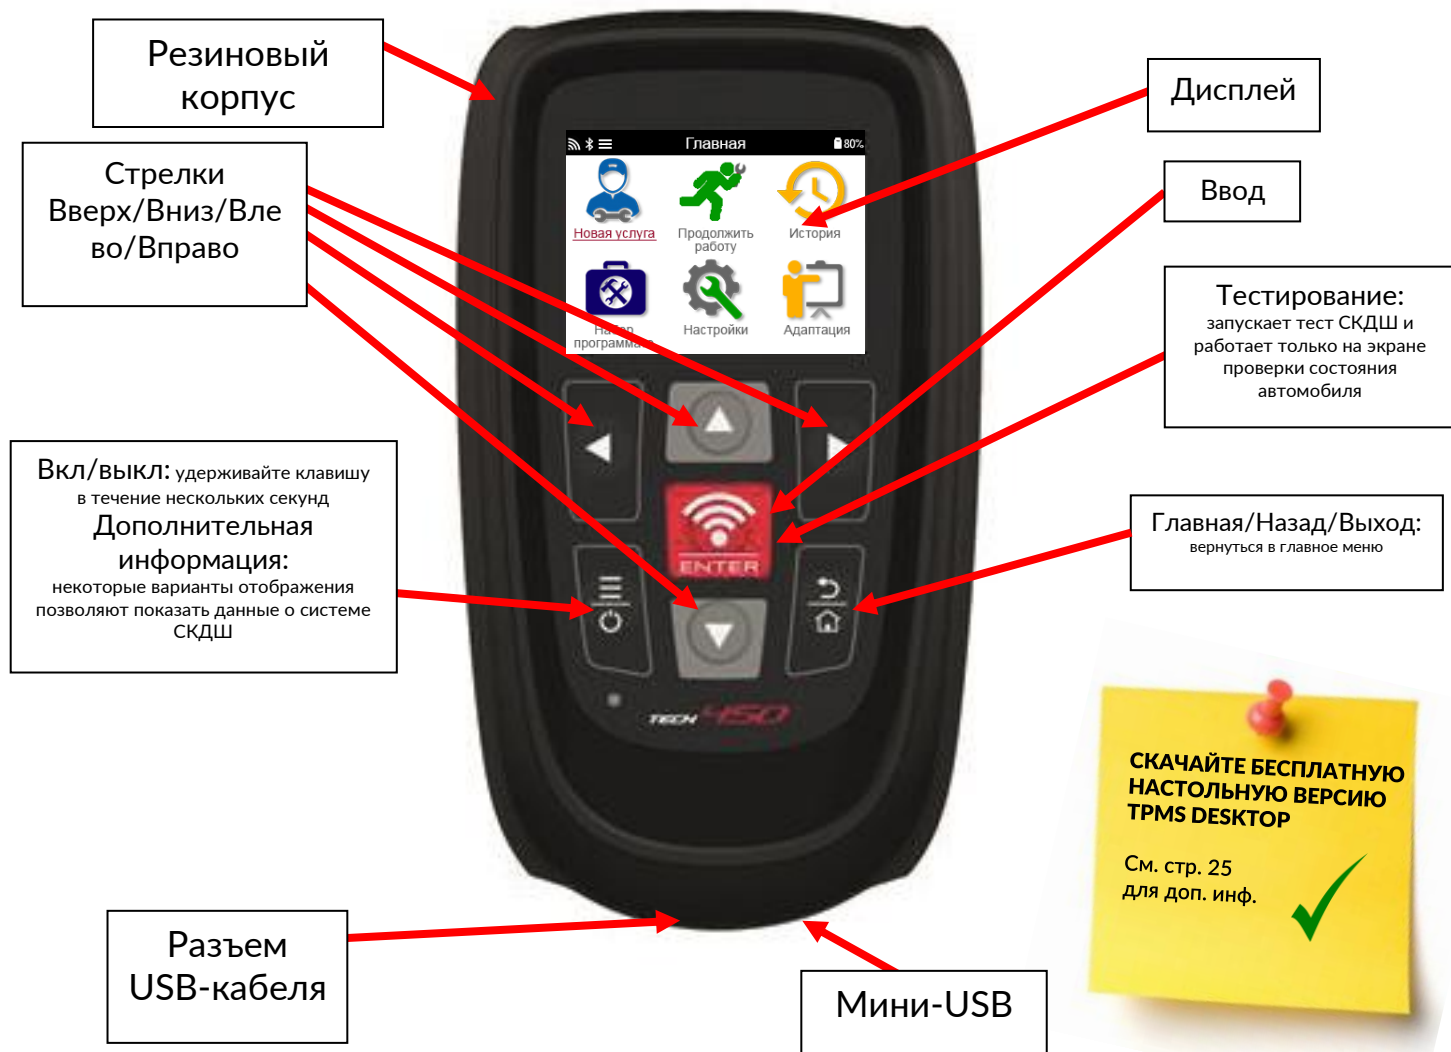 Резиновый
корпус
Дисплей
Стрелки
Вверх/Вниз/Вле
во/Вправо
Ввод
Тестирование:
запускает тест СКДШ и
работает только на экране
проверки состояния
автомобиля
Главная
80%
Новая услуга
Продолжить
работу
История
Набор
программ
Настройки
Адаптация
Вкл/выкл: удерживайте клавишу
в течение нескольких секунд
Дополнительная
информация:
некоторые варианты отображения
позволяют показать данные о системе
СКДШ
Главная/Назад/Выход:
вернуться в главное меню
ENTER
TECH 450
СКАЧАЙТЕ БЕСПЛАТНУЮ
НАСТОЛЬНУЮ ВЕРСИЮ
TPMS DESKTOP
См. стр. 25
для доп. инф.
Разъем
USB-кабеля
Мини-USB